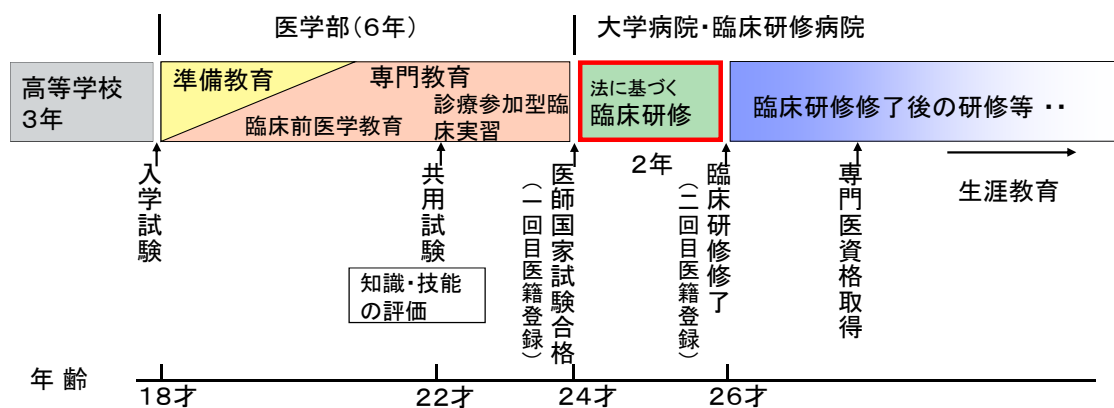 医学部（６年）
大学病院・臨床研修病院
高等学校
３年
準備教育
専門教育
臨床前医学教育
診療参加型臨
床実習
法に基づく
臨床研修
臨床研修修了後の研修等 ・・
２年
生涯教育
入学試験
共用試験
知識・技能
の評価
医師国家試験合格
（一回目医籍登録）
臨床研修修了
（二回目医籍登録）
専門医資格取得
年 齢
１８才
２２才
２４才
２６才